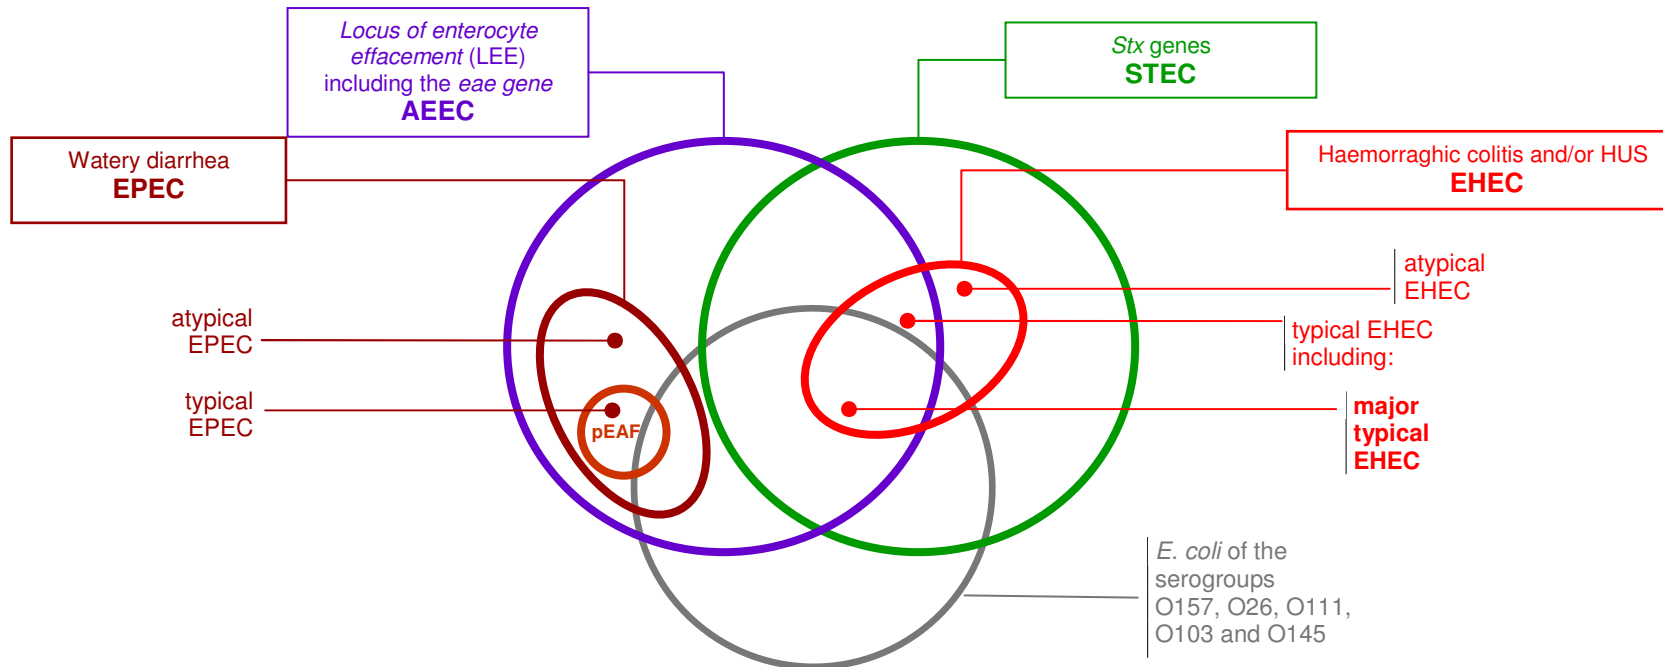 Locus of enterocyte
effacement (LEE)
including the eae gene
AEEC
Stx genes
STEC
Watery diarrhea
EPEC
Haemorraghic colitis and/or HUS
EHEC
atypical
EHEC
typical EHEC
including:
atypical
EPEC
typical
EPEC
pEAF
major
typical
EHEC
E. coli of the
serogroups
O157, O26, O111,
O103 and O145